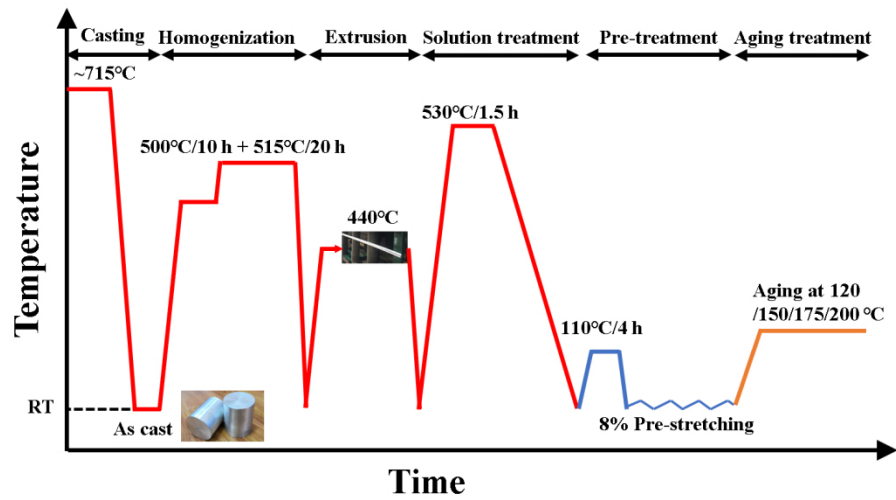 Casting
Homogenization
Extrusion
Solution treatment
Pre-treatment
Aging treatment
~715°C
500°C/10 h + 515°C/20 h
440°C
530°C/1.5 h
110°C/4 h
Aging at 120
/150/175/200 °C
Temperature
RT
As cast
8% Pre-stretching
Time